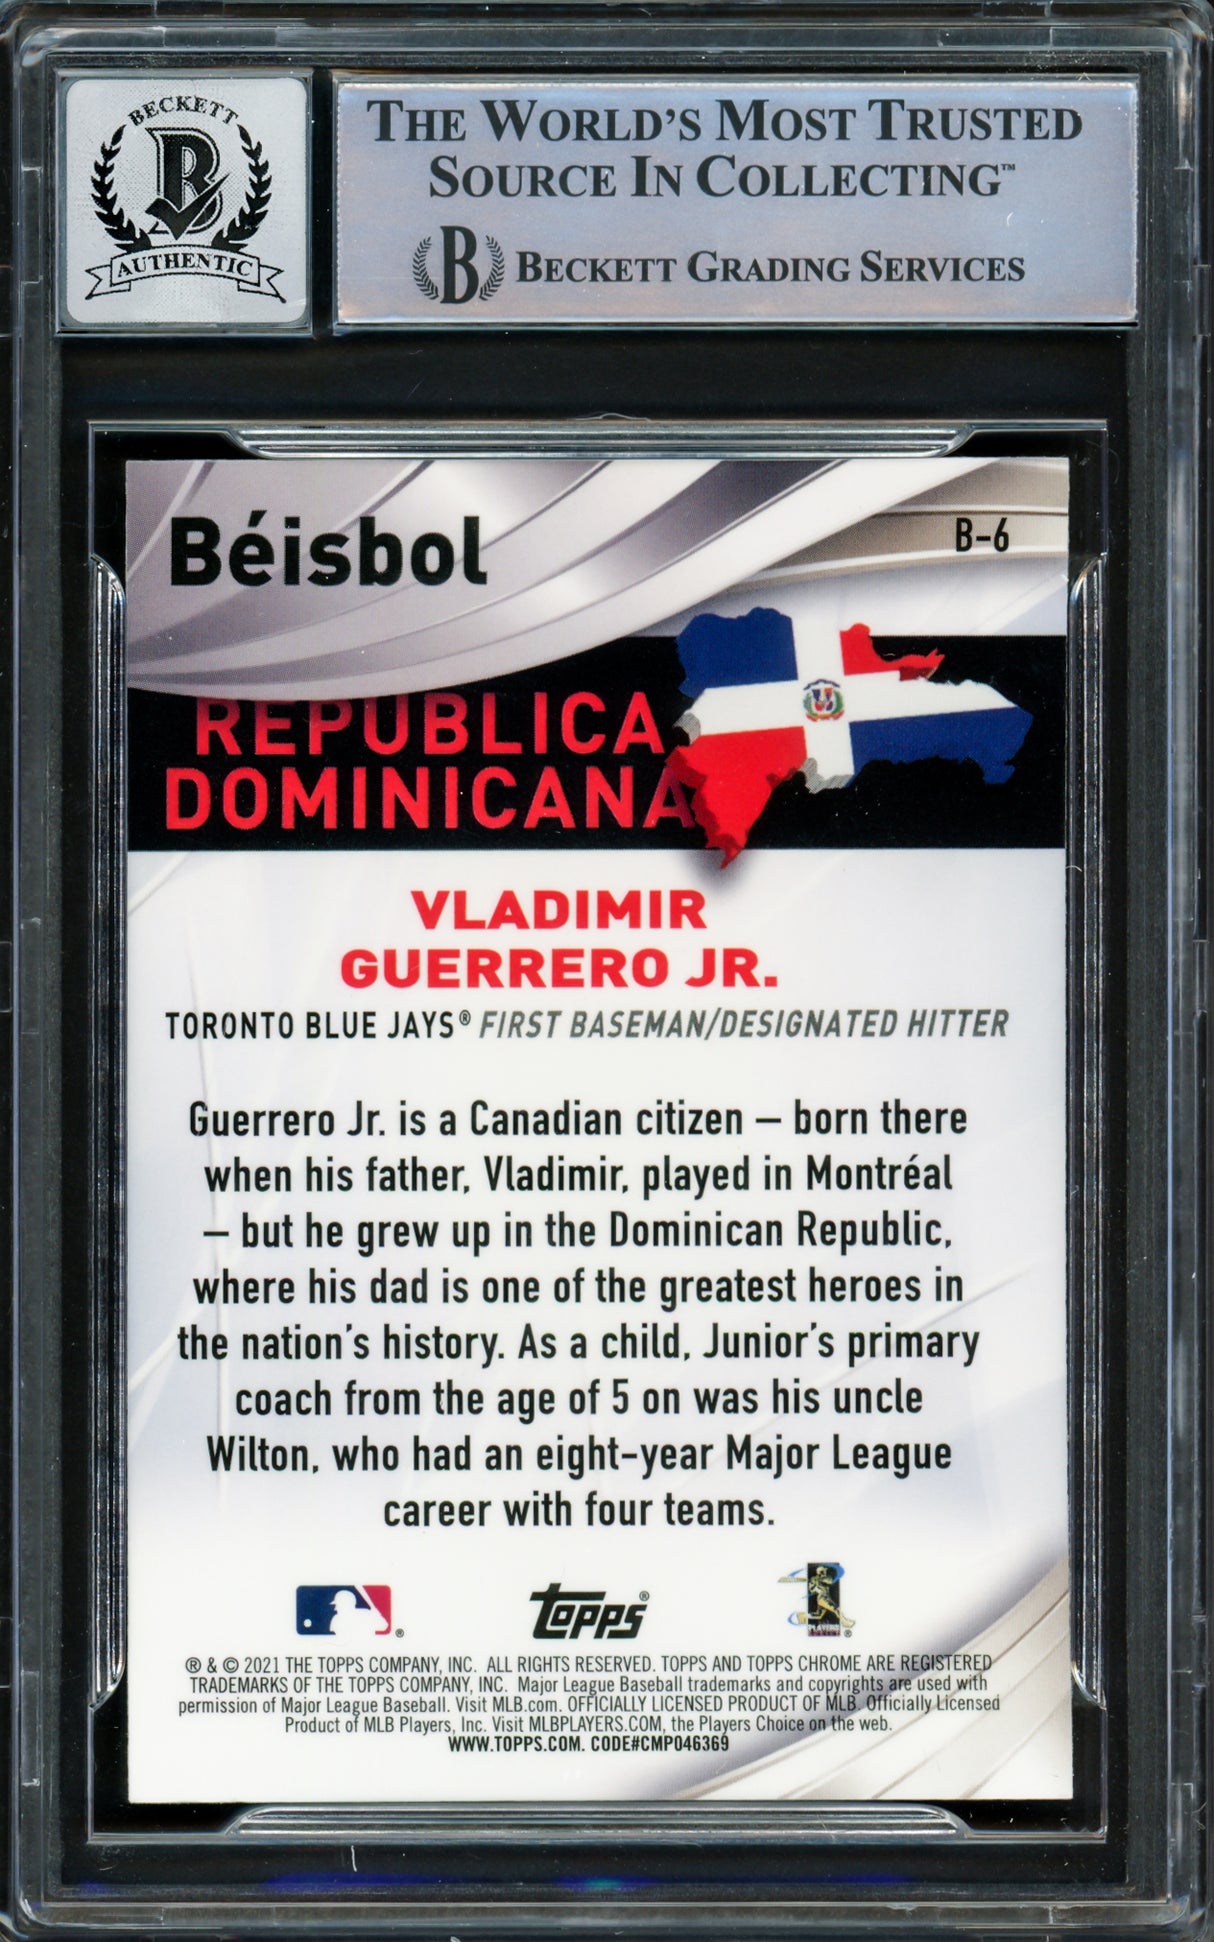 BECKETT
B
AUTHENTIC
THE WORLD'S MOST TRUSTED
SOURCE IN COLLECTING™
B BECKETT GRADING SERVICES
Béisbol
B-6
REPÚBLICA
DOMINICANA
VLADIMIR
GUERRERO JR.
TORONTO BLUE JAYS® FIRST BASEMAN/DESIGNATED HITTER
Guerrero Jr. is a Canadian citizen – born there
when his father, Vladimir, played in Montréal
– but he grew up in the Dominican Republic,
where his dad is one of the greatest heroes in
the nation's history. As a child, Junior's primary
coach from the age of 5 on was his uncle
Wilton, who had an eight-year Major League
career with four teams.
®
topps®
PLAYERS
®
® & © 2021 THE TOPPS COMPANY, INC. ALL RIGHTS RESERVED. TOPPS AND TOPPS CHROME ARE REGISTERED
TRADEMARKS OF THE TOPPS COMPANY, INC. Major League Baseball trademarks and copyrights are used with
permission of Major League Baseball. Visit MLB.com. OFFICIALLY LICENSED PRODUCT OF MLB. Officially Licensed
Product of MLB Players, Inc. Visit MLBPLAYERS.COM, the Players Choice on the web.
WWW.TOPPS.COM. CODE#CMP046369